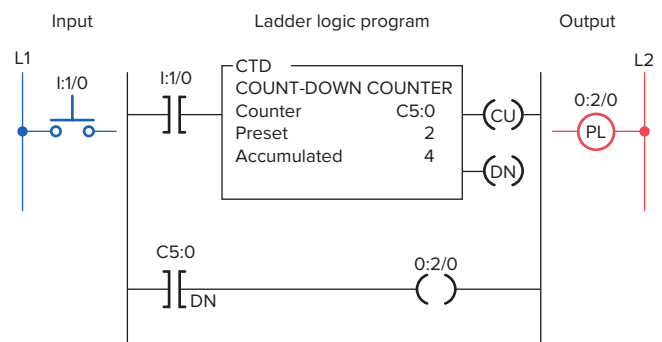 Input Ladder logic program Output
L1 L2
I:1/0 I:1/0 0:2/0
CTD
COUNT-DOWN COUNTER
Counter C5:0 CU PL
Preset 2
Accumulated 4 DN
C5:0 0:2/0
DN